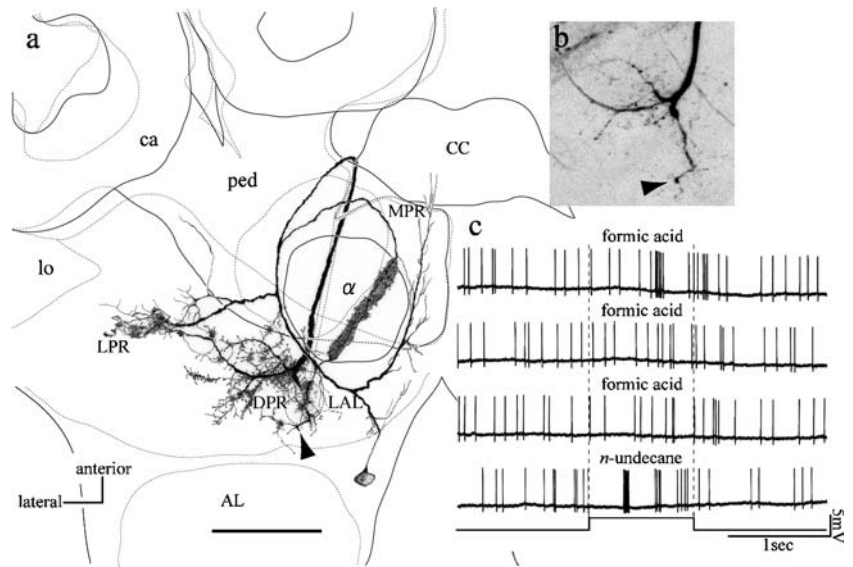 a
ca
ped
CC
MPR
lo
α
LPR
DPR
LAL
anterior
lateral
AL
b
c
formic acid
formic acid
formic acid
n-undecane
5mV
1sec